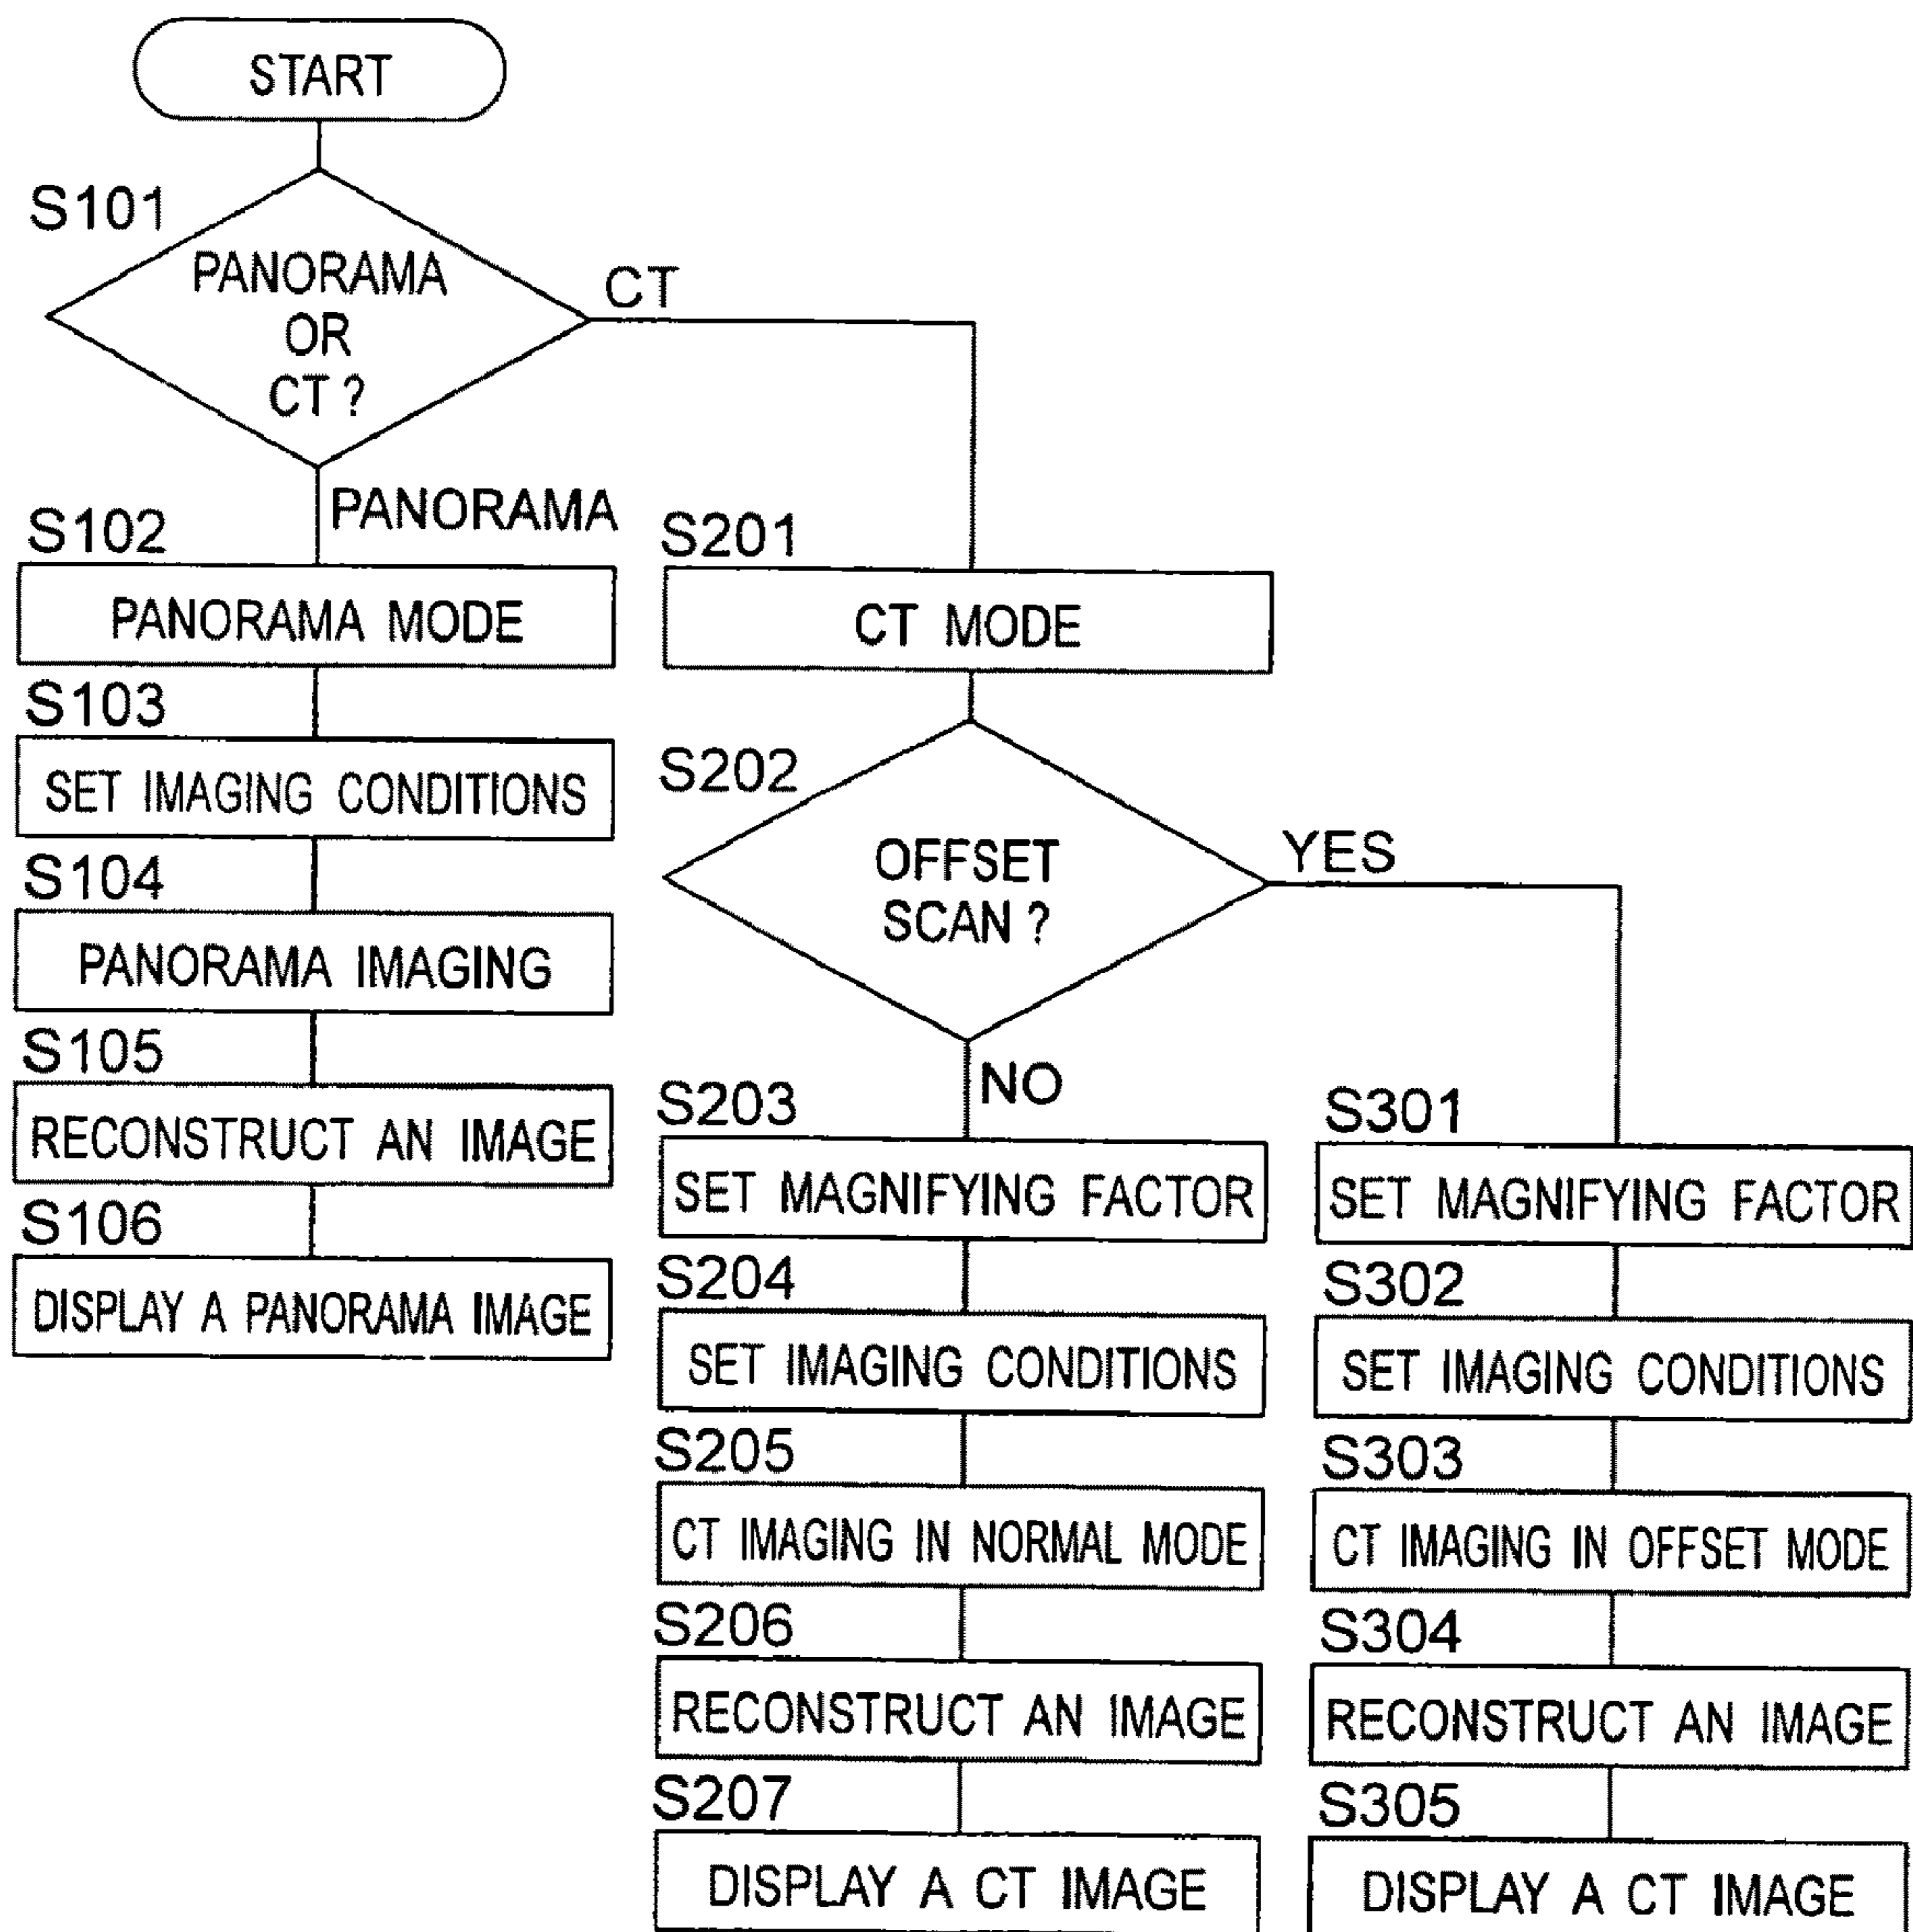 START
S101
PANORAMA
OR
CT ?
CT
PANORAMA
S102
PANORAMA MODE
S103
SET IMAGING CONDITIONS
S104
PANORAMA IMAGING
S105
RECONSTRUCT AN IMAGE
S106
DISPLAY A PANORAMA IMAGE
S201
CT MODE
S202
OFFSET
SCAN ?
YES
NO
S203
SET MAGNIFYING FACTOR
S204
SET IMAGING CONDITIONS
S205
CT IMAGING IN NORMAL MODE
S206
RECONSTRUCT AN IMAGE
S207
DISPLAY A CT IMAGE
S301
SET MAGNIFYING FACTOR
S302
SET IMAGING CONDITIONS
S303
CT IMAGING IN OFFSET MODE
S304
RECONSTRUCT AN IMAGE
S305
DISPLAY A CT IMAGE